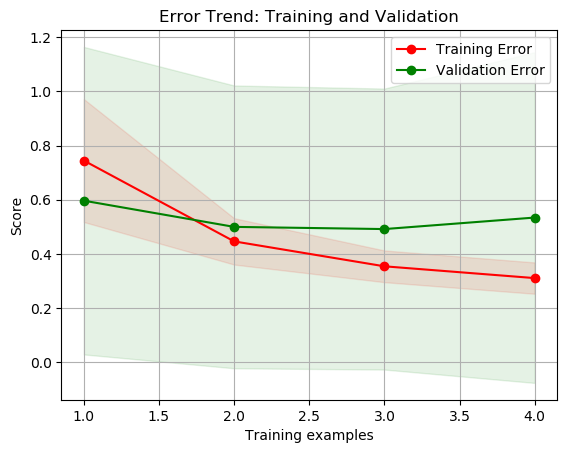 Error Trend: Training and Validation
1.2
1.0
0.8
0.6
0.4
0.2
0.0
Score
Training Error
Validation Error
1.0 1.5 2.0 2.5 3.0 3.5 4.0
Training examples